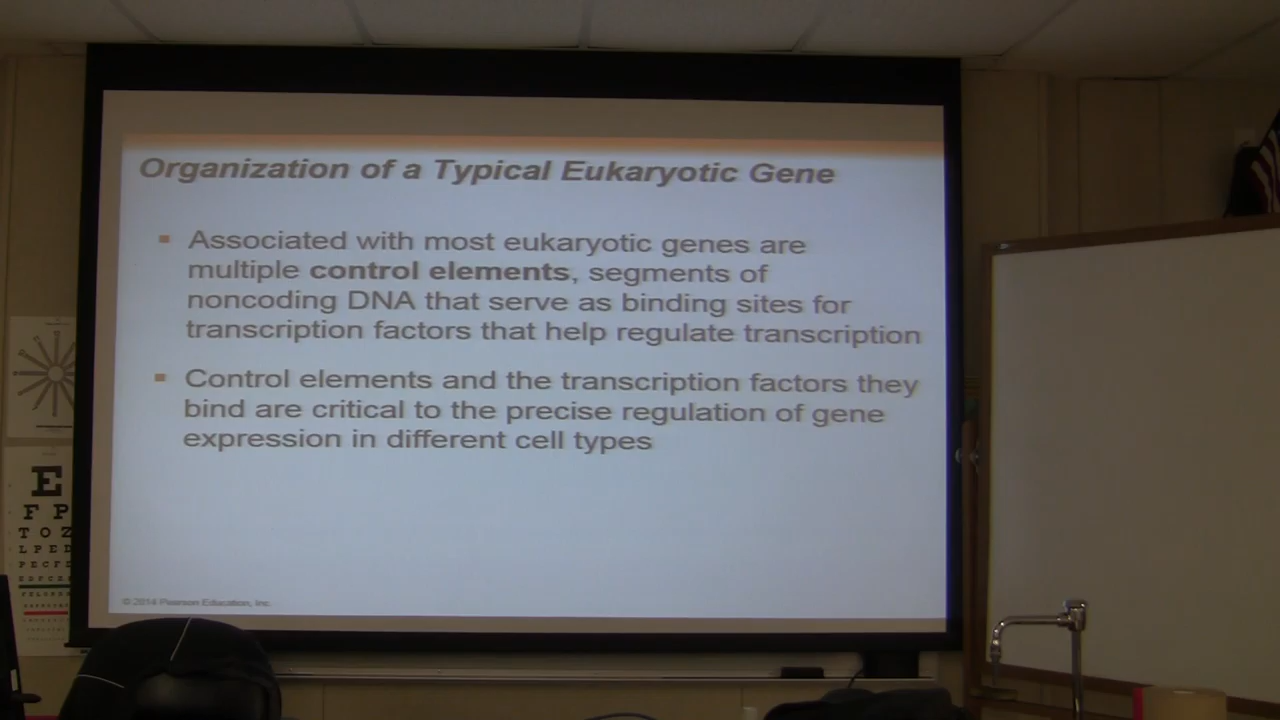 Organization of a Typical Eukaryotic Gene
Associated with most eukaryotic genes are
multiple control elements, segments of
noncoding DNA that serve as binding sites for
transcription factors that help regulate transcription
Control elements and the transcription factors they
bind are critical to the precise regulation of gene
expression in different cell types
© 2014 Pearson Education, Inc.
E
F P
T O Z
L P E D
P E C F